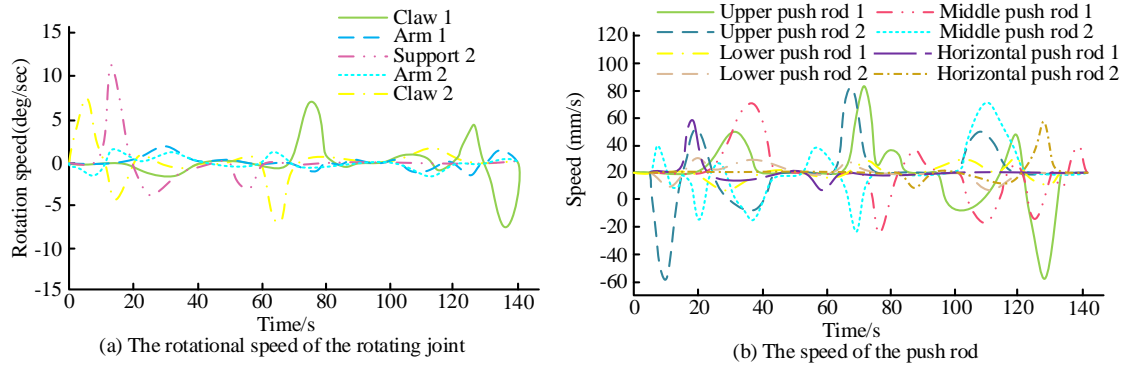 Claw 1
Arm 1
Support 2
Arm 2
Claw 2
Rotation speed(deg/sec)
15
10
5
0
-5
-10
-15
0 20 40 60 80 100 120 140
Time/s
(a) The rotational speed of the rotating joint
Upper push rod 1
Middle push rod 1
Upper push rod 2
Middle push rod 2
Lower push rod 1
Horizontal push rod 1
Lower push rod 2
Horizontal push rod 2
Speed (mm/s)
120
80
60
40
20
0
-20
-40
-60
0 20 40 60 80 100 120 140
Time/s
(b) The speed of the push rod